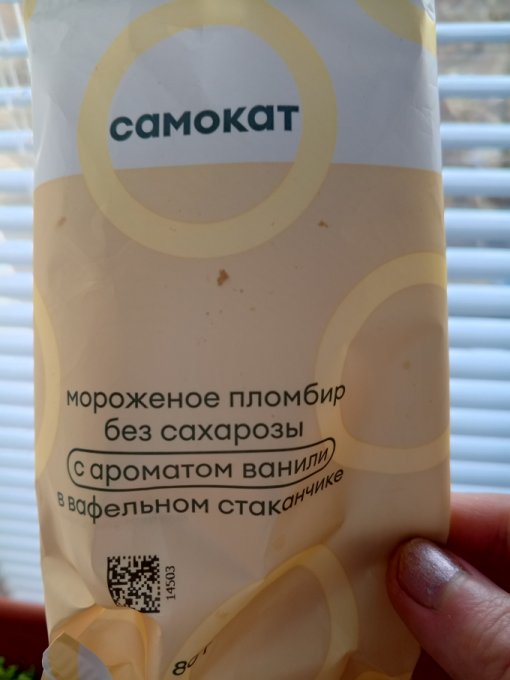 самокат
мороженое пломбир
без сахарозы
с ароматом ванили
в вафельном стаканчике
14503